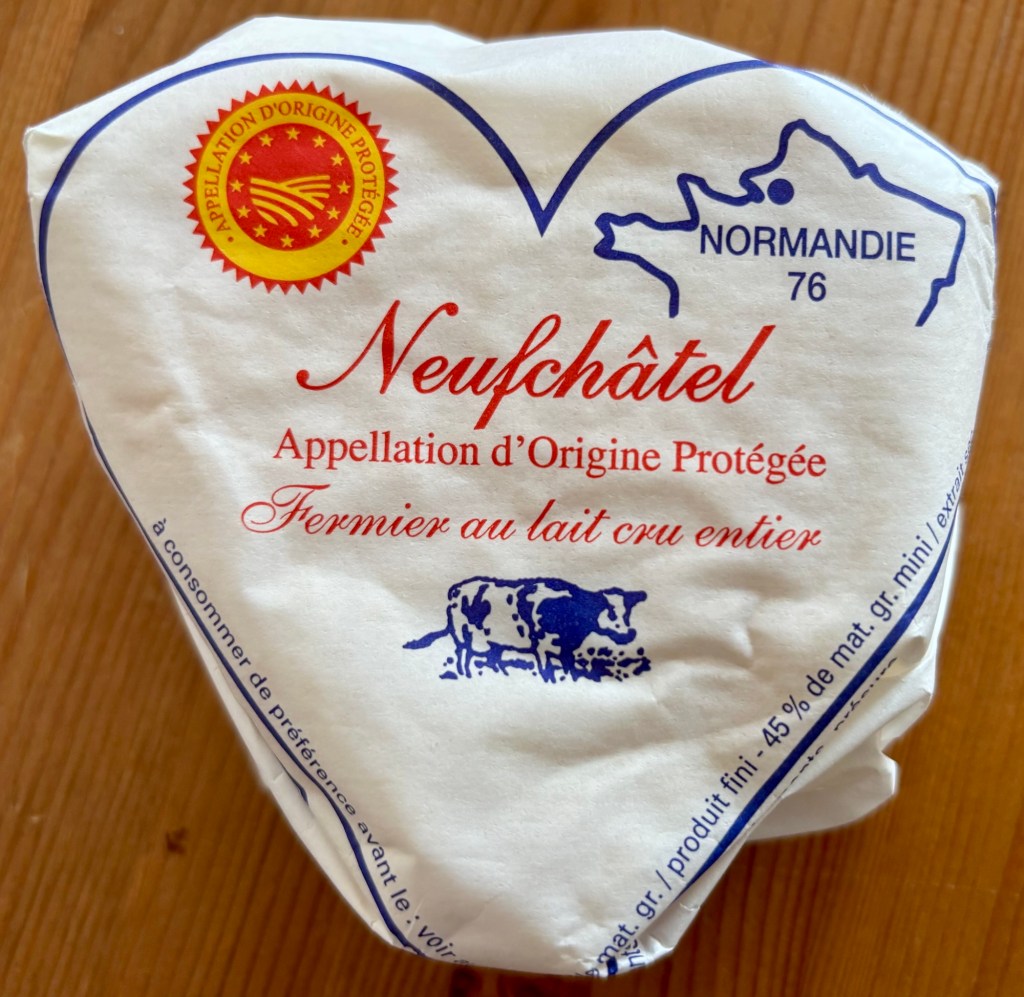 APPELLATION D'ORIGINE PROTÉGÉE
NORMANDIE
76
Neufchâtel
Appellation d'Origine Protégée
Fermier au lait cru entier
à consommer de préférence avant le : voir
mat. gr. / produit fini - 45 % de mat. gr. mini / extrait